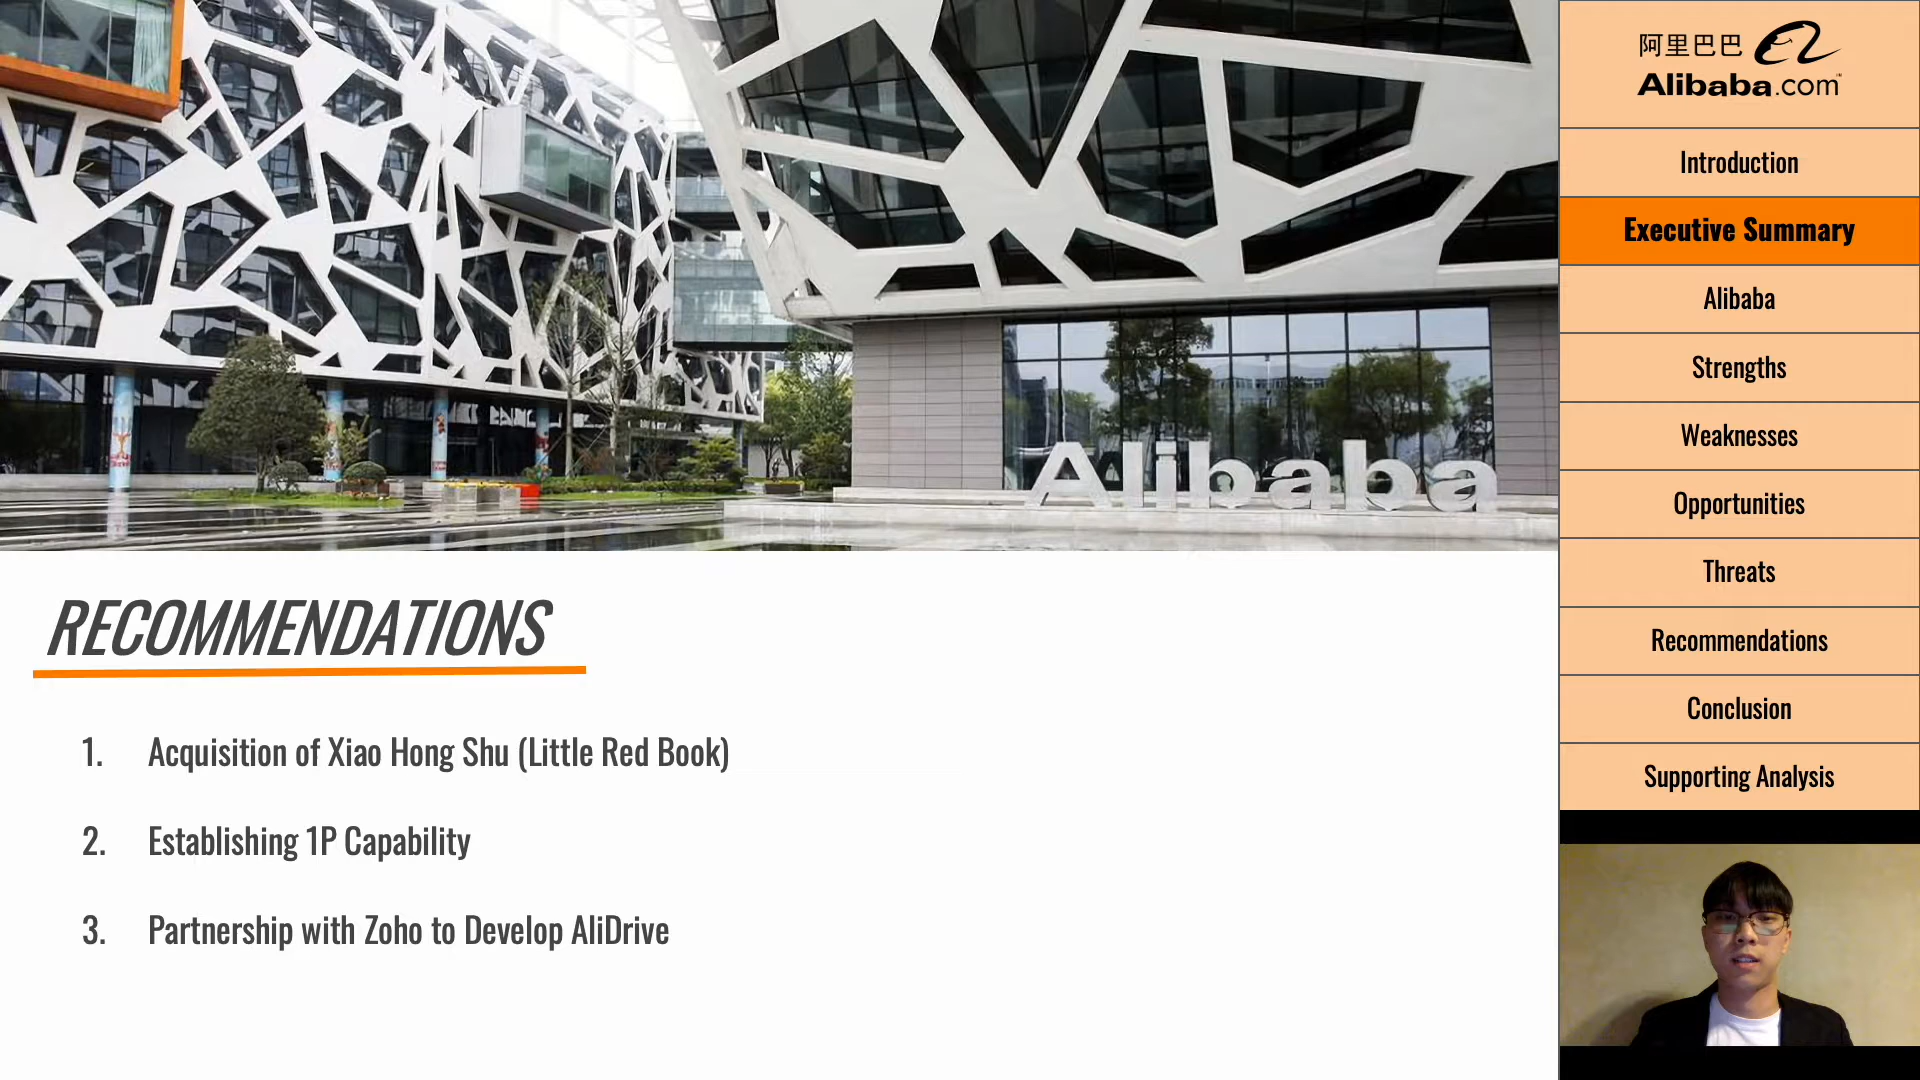 Alibaba
RECOMMENDATIONS
1. Acquisition of Xiao Hong Shu (Little Red Book)
2. Establishing 1P Capability
3. Partnership with Zoho to Develop AliDrive
阿里巴巴
Alibaba.com
Introduction
Executive Summary
Alibaba
Strengths
Weaknesses
Opportunities
Threats
Recommendations
Conclusion
Supporting Analysis